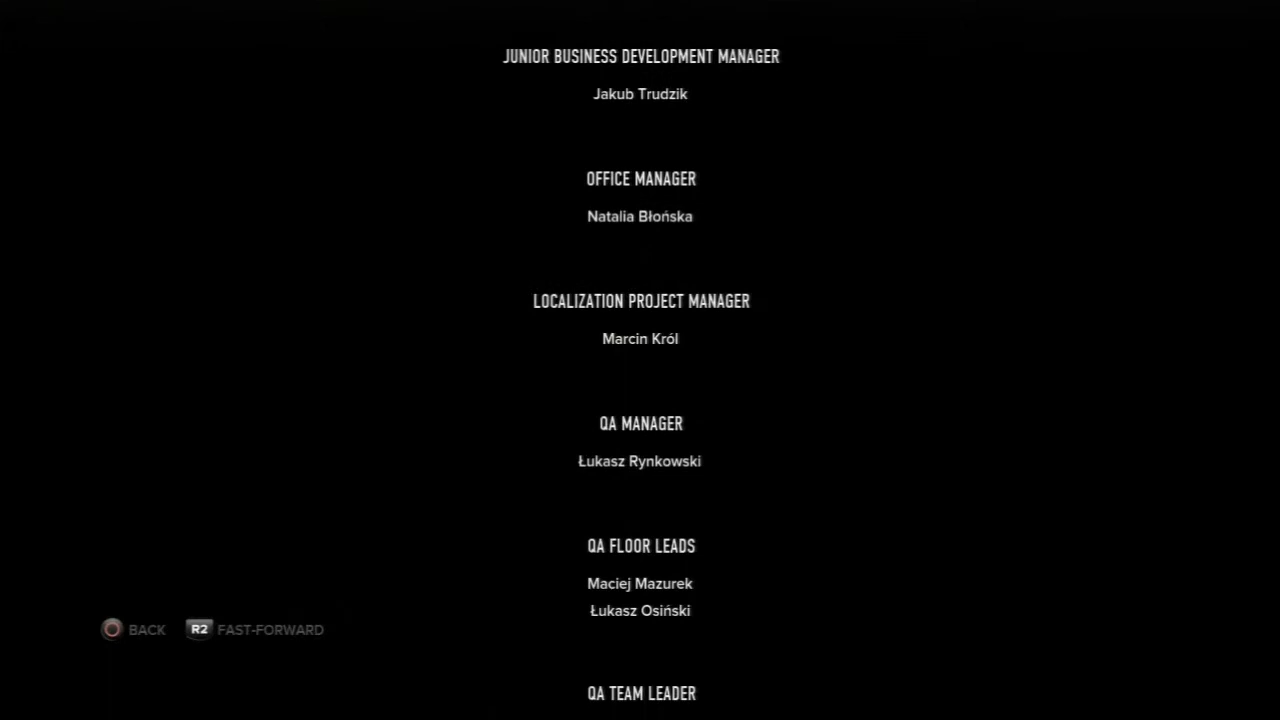 JUNIOR BUSINESS DEVELOPMENT MANAGER
Jakub Trudzik
OFFICE MANAGER
Natalia Błońska
LOCALIZATION PROJECT MANAGER
Marcin Król
QA MANAGER
Łukasz Rynkowski
QA FLOOR LEADS
Maciej Mazurek
Łukasz Osiński
BACK R2 FAST-FORWARD
QA TEAM LEADER